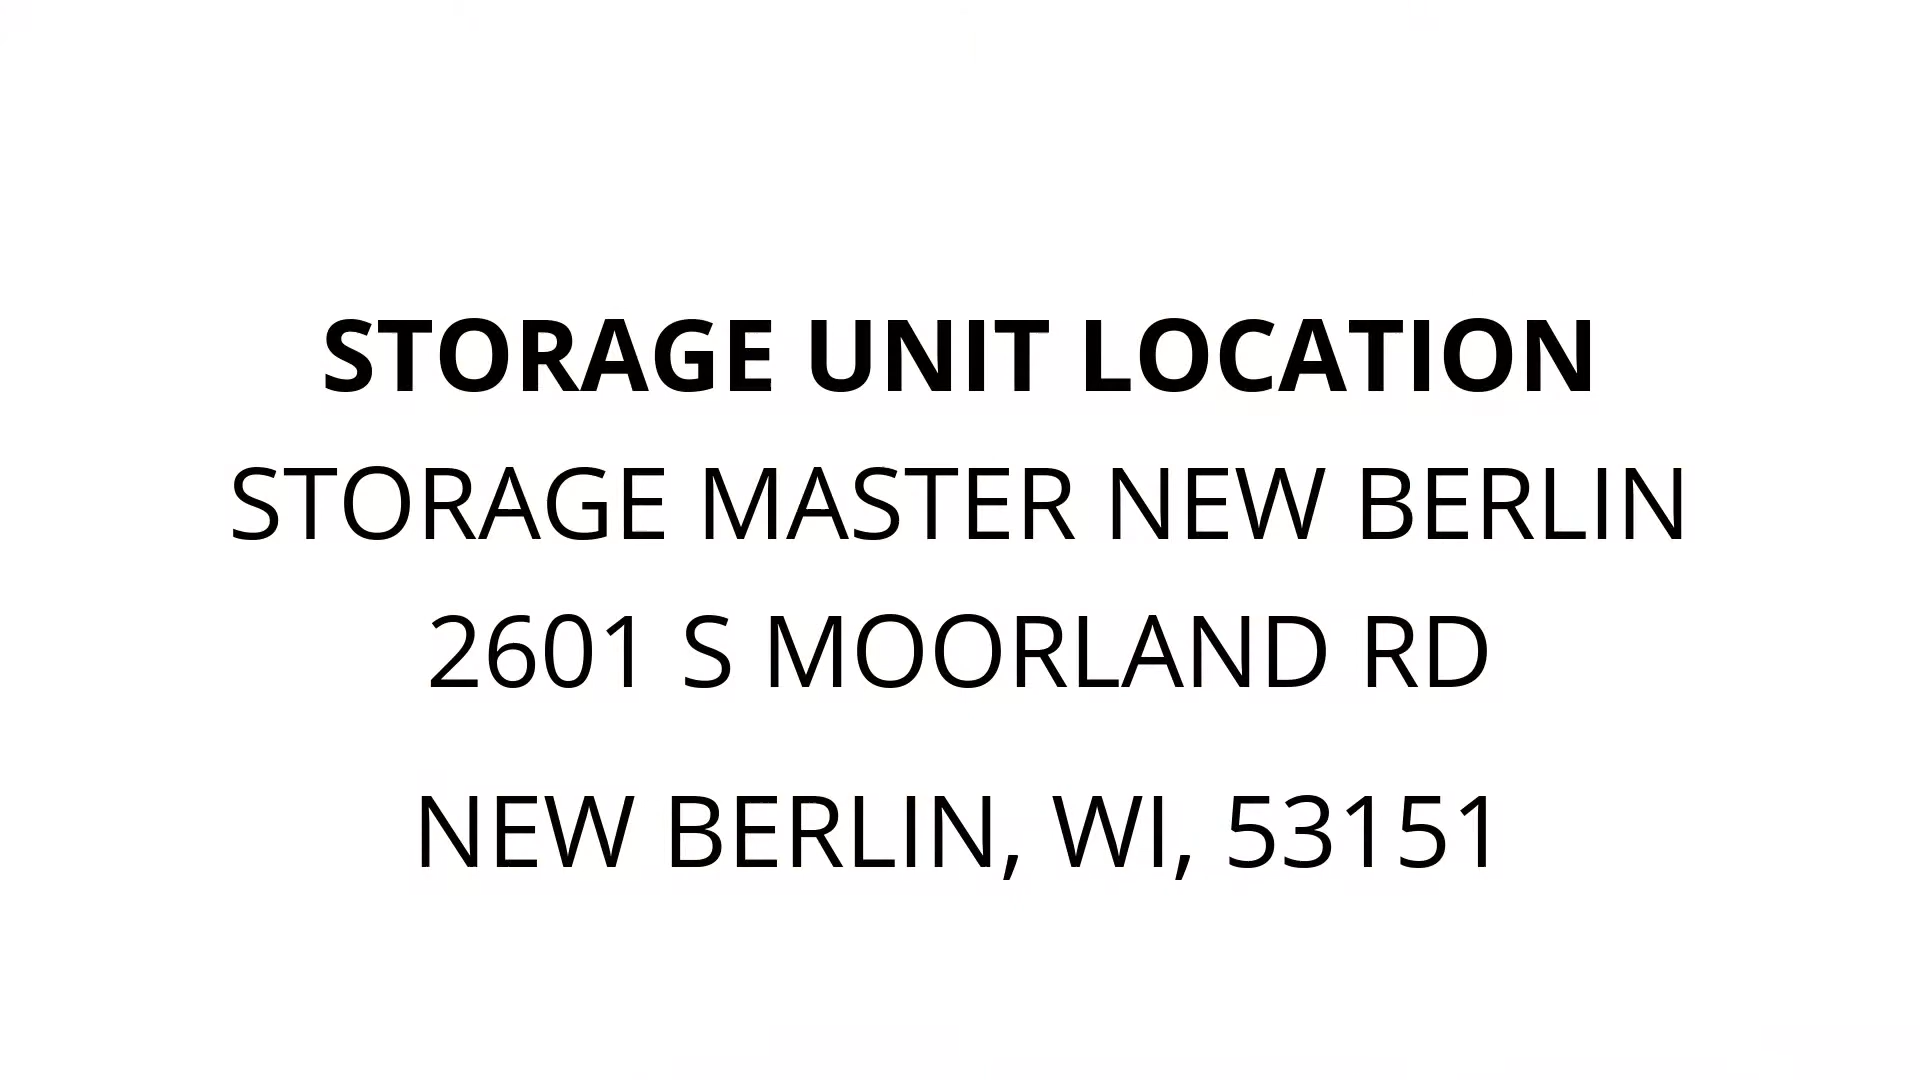 STORAGE UNIT LOCATION
STORAGE MASTER NEW BERLIN
2601 S MOORLAND RD
NEW BERLIN, WI, 53151